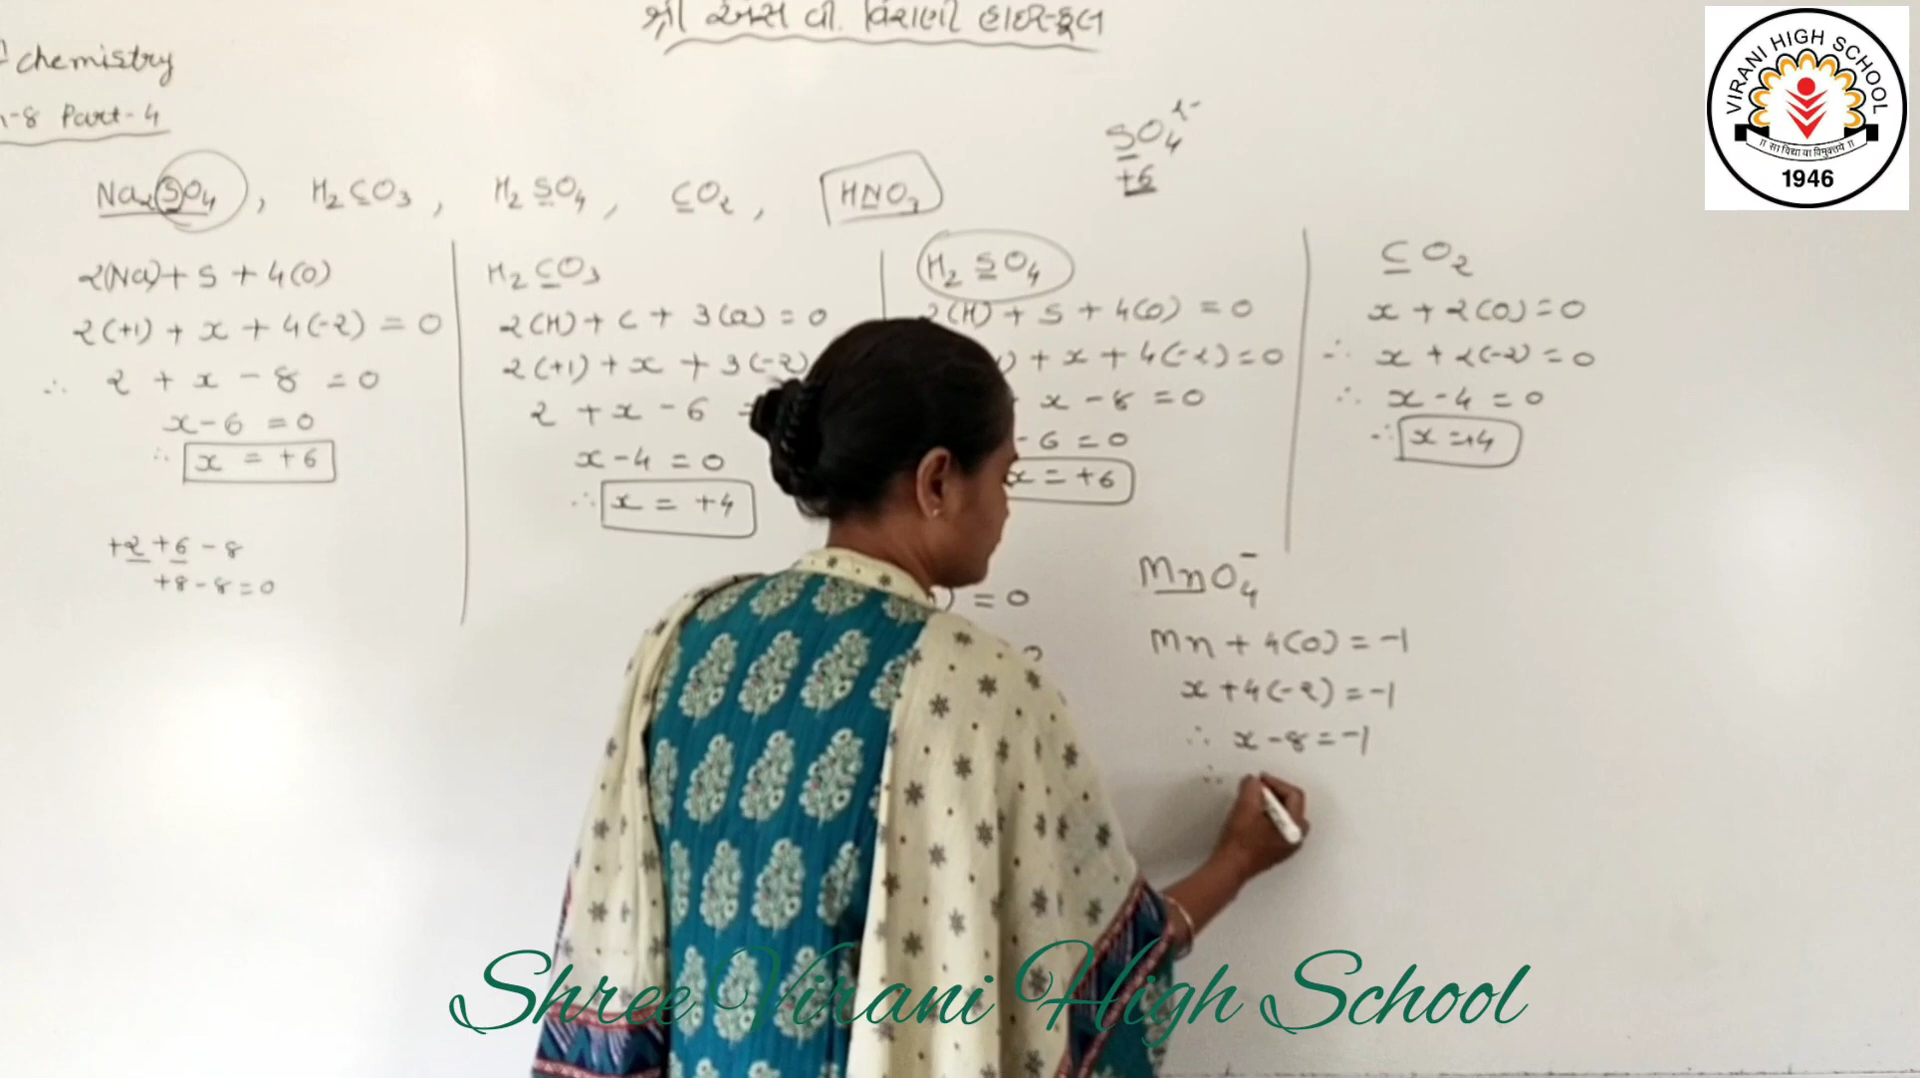 શ્રી એસ વી. વિરાણી હાઈસ્કૂલ
chemistry
-8 Part-4
SO₄²⁻
+6
Na₂SO₄, H₂CO₃, H₂SO₄, CO₂, HNO₃
2(Na)+S+4(O)
2(+1)+x+4(-2)=0
∴ 2+x-8=0
x-6=0
∴ x=+6
+2+6-8
+8-8=0
H₂CO₃
2(H)+C+3(O)=0
2(+1)+x+3(-2)
2+x-6=
x-4=0
∴ x=+4
H₂SO₄
2(H)+S+4(O)=0
)+x+4(-2)=0
x-8=0
-6=0
x=+6
)=0
CO₂
x+2(O)=0
∴ x+2(-2)=0
∴ x-4=0
∴ x=+4
MnO₄⁻
Mn+4(O)=-1
x+4(-2)=-1
∴ x-8=-1
∴
VIRANI HIGH SCHOOL
॥ सा विद्या या विमुक्तये ॥
1946
Shree Virani High School